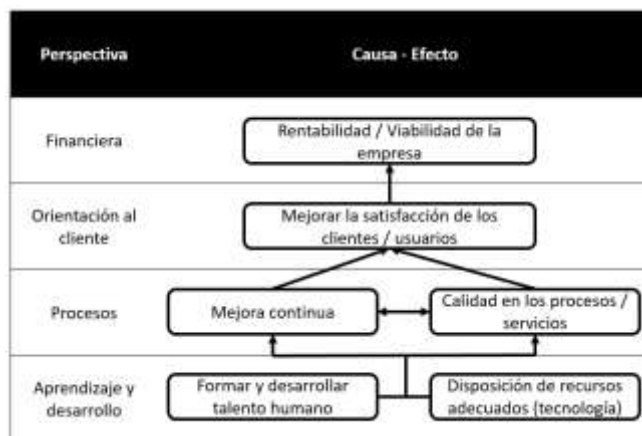 Perspectiva
Causa - Efecto
Financiera
Rentabilidad / Viabilidad de la
empresa
Orientación al
cliente
Mejorar la satisfacción de los
clientes / usuarios
Procesos
Mejora continua
Calidad en los procesos /
servicios
Aprendizaje y
desarrollo
Formar y desarrollar
talento humano
Disposición de recursos
adecuados (tecnología)